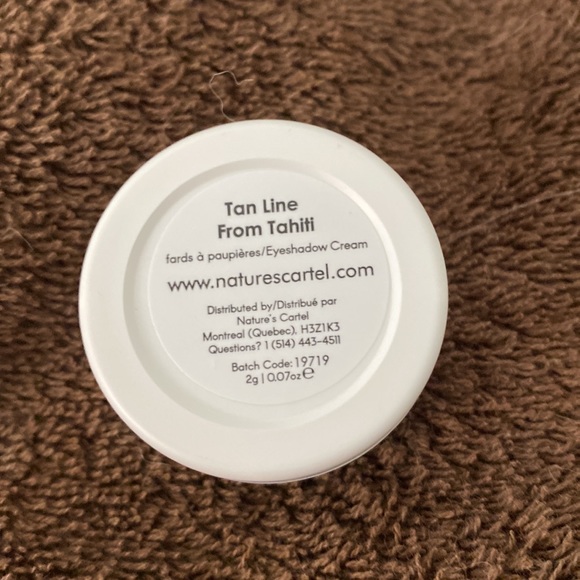 Tan Line
From Tahiti
fards à paupières/Eyeshadow Cream
www.naturescartel.com
Distributed by/Distribué par
Nature's Cartel
Montreal (Quebec), H3Z1K3
Questions? 1 (514) 443-4511
Batch Code: 19719
2g | 0.07oz ℮